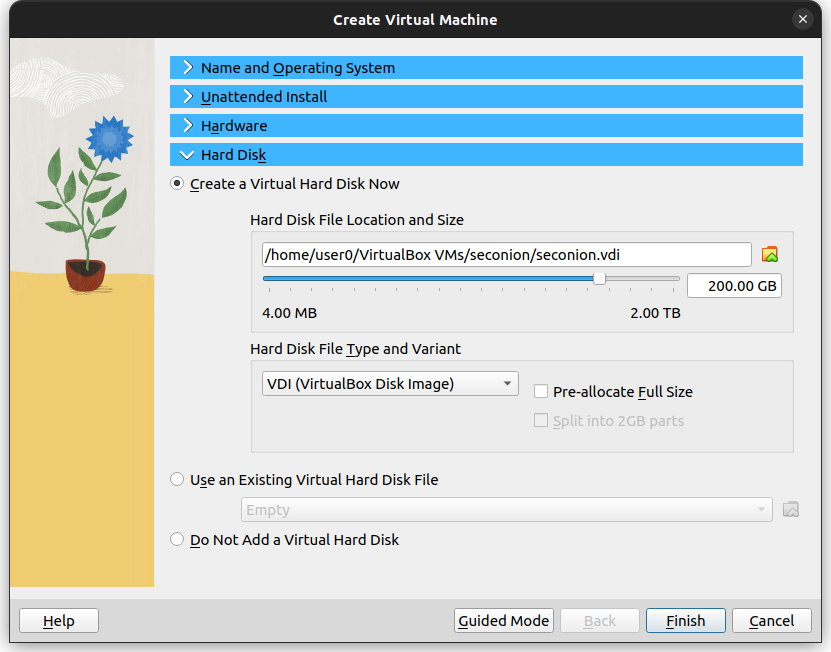 Create Virtual Machine
Name and Operating System
Unattended Install
Hardware
Hard Disk
Create a Virtual Hard Disk Now
Hard Disk File Location and Size
/home/user0/VirtualBox VMs/seconion/seconion.vdi
200.00 GB
4.00 MB 2.00 TB
Hard Disk File Type and Variant
VDI (VirtualBox Disk Image)
Pre-allocate Full Size
Split into 2GB parts
Use an Existing Virtual Hard Disk File
Empty
Do Not Add a Virtual Hard Disk
Help Guided Mode Back Finish Cancel